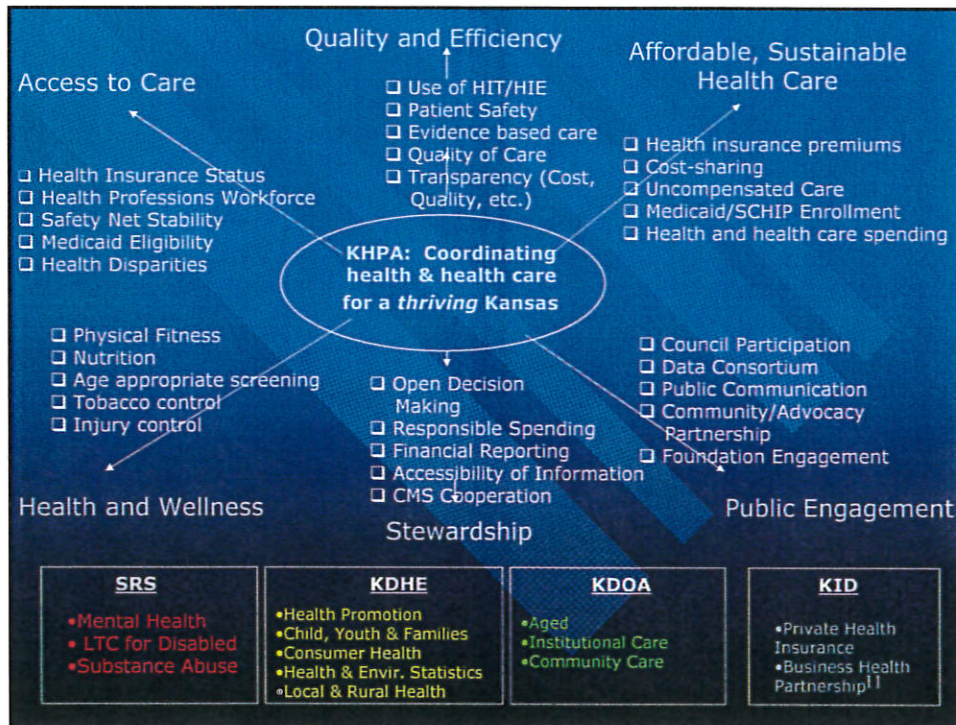 Quality and Efficiency
❑ Use of HIT/HIE
❑ Patient Safety
❑ Evidence based care
❑ Quality of Care
❑ Transparency (Cost,
Quality, etc.)
Access to Care
❑ Health Insurance Status
❑ Health Professions Workforce
❑ Safety Net Stability
❑ Medicaid Eligibility
❑ Health Disparities
Affordable, Sustainable
Health Care
❑ Health insurance premiums
❑ Cost-sharing
❑ Uncompensated Care
❑ Medicaid/SCHIP Enrollment
❑ Health and health care spending
KHPA: Coordinating
health & health care
for a thriving Kansas
❑ Physical Fitness
❑ Nutrition
❑ Age appropriate screening
❑ Tobacco control
❑ Injury control
Health and Wellness
❑ Open Decision
Making
❑ Responsible Spending
❑ Financial Reporting
❑ Accessibility of Information
❑ CMS Cooperation
Stewardship
❑ Council Participation
❑ Data Consortium
❑ Public Communication
❑ Community/Advocacy
Partnership
❑ Foundation Engagement
Public Engagement
SRS
•Mental Health
• LTC for Disabled
•Substance Abuse
KDHE
•Health Promotion
•Child, Youth & Families
•Consumer Health
•Health & Envir. Statistics
•Local & Rural Health
KDOA
•Aged
•Institutional Care
•Community Care
KID
•Private Health
Insurance
•Business Health
Partnership
11